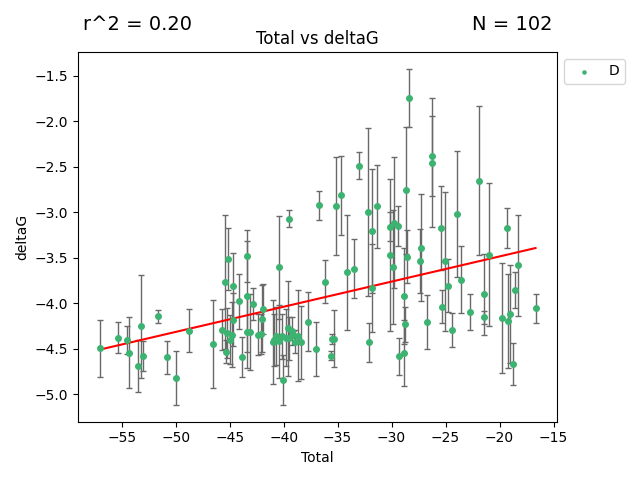 r^2 = 0.20 N = 102
Total vs deltaG
D
deltaG
−1.5
−2.0
−2.5
−3.0
−3.5
−4.0
−4.5
−5.0
−55 −50 −45 −40 −35 −30 −25 −20 −15
Total